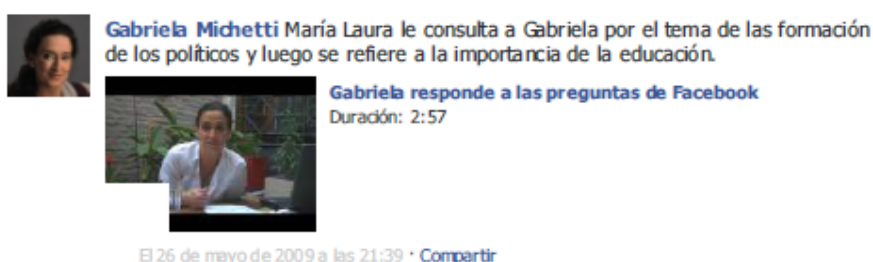 Gabriela Michetti María Laura le consulta a Gabriela por el tema de las formación
de los políticos y luego se refiere a la importancia de la educación.
Gabriela responde a las preguntas de Facebook
Duración: 2:57
El 26 de mayo de 2009 a las 21:39 · Compartir